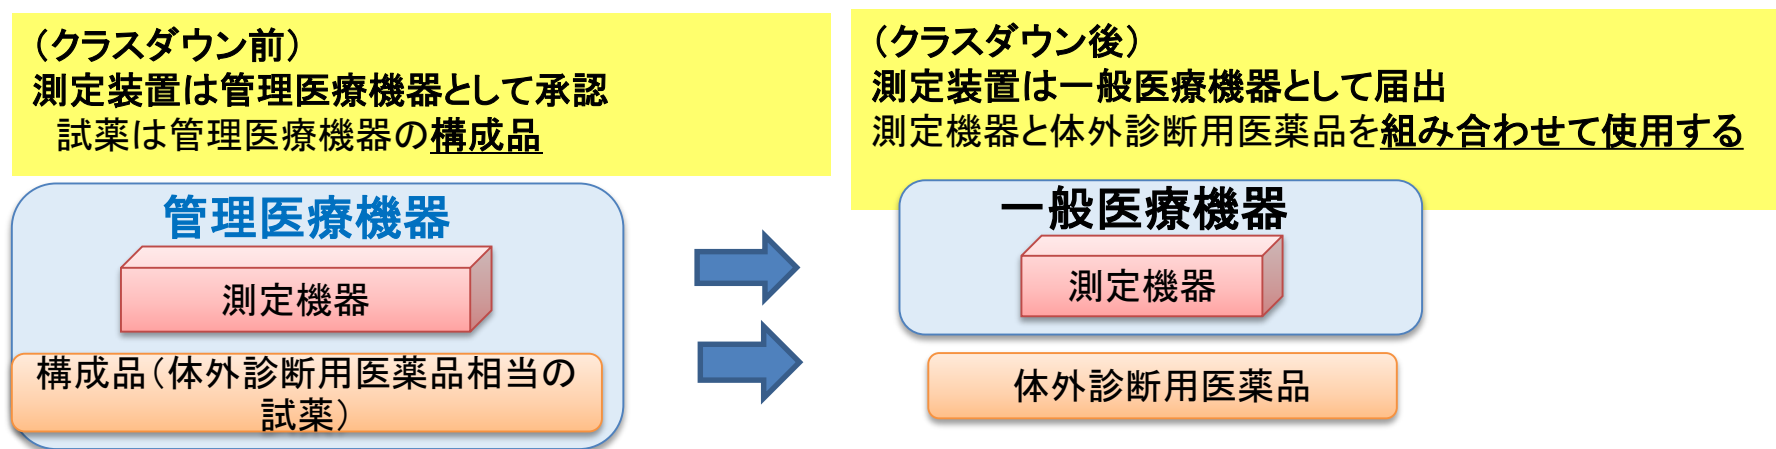 （クラスダウン前）
測定装置は管理医療機器として承認
試薬は管理医療機器の構成品
管理医療機器
測定機器
構成品（体外診断用医薬品相当の
試薬）
（クラスダウン後）
測定装置は一般医療機器として届出
測定機器と体外診断用医薬品を組み合わせて使用する
一般医療機器
測定機器
体外診断用医薬品